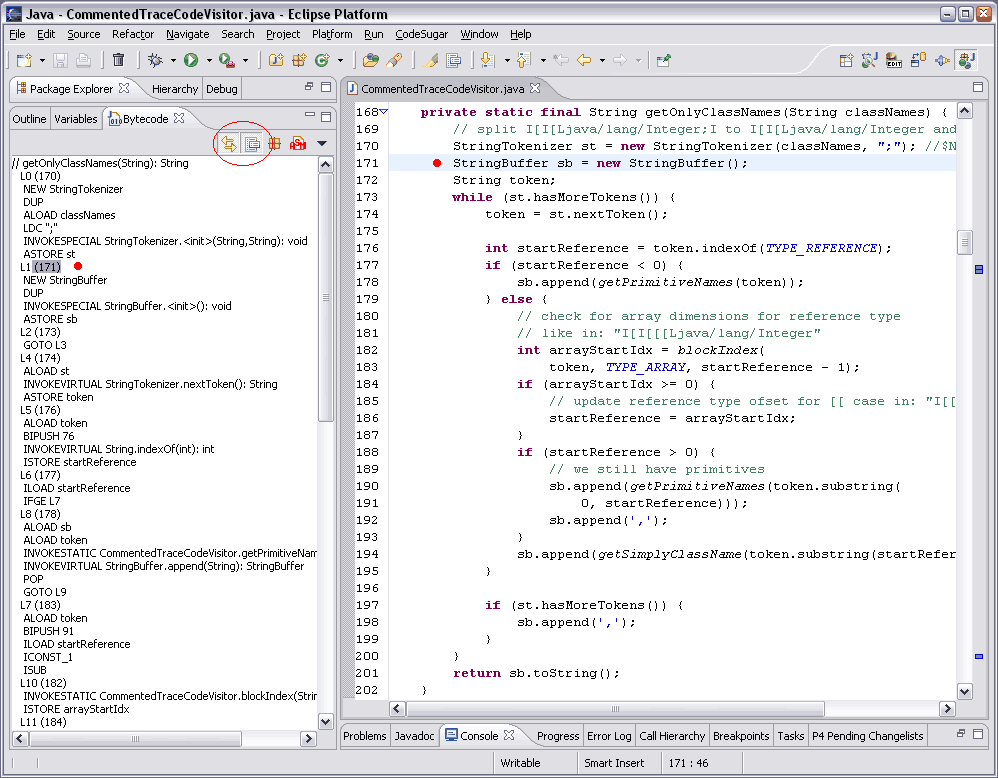 Java - CommentedTraceCodeVisitor.java - Eclipse Platform
File Edit Source Refactor Navigate Search Project Platform Run CodeSugar Window Help
Package Explorer Hierarchy Debug
Outline Variables Bytecode
// getOnlyClassNames(String): String
L0 (170)
NEW StringTokenizer
DUP
ALOAD classNames
LDC ";"
INVOKESPECIAL StringTokenizer.<init>(String,String): void
ASTORE st
L1 (171)
NEW StringBuffer
DUP
INVOKESPECIAL StringBuffer.<init>(): void
ASTORE sb
L2 (173)
GOTO L3
L4 (174)
ALOAD st
INVOKEVIRTUAL StringTokenizer.nextToken(): String
ASTORE token
L5 (176)
ALOAD token
BIPUSH 76
INVOKEVIRTUAL String.indexOf(int): int
ISTORE startReference
L6 (177)
ILOAD startReference
IFGE L7
L8 (178)
ALOAD sb
ALOAD token
INVOKESTATIC CommentedTraceCodeVisitor.getPrimitiveNam
INVOKEVIRTUAL StringBuffer.append(String): StringBuffer
POP
GOTO L9
L7 (183)
ALOAD token
BIPUSH 91
ILOAD startReference
ICONST_1
ISUB
L10 (182)
INVOKESTATIC CommentedTraceCodeVisitor.blockIndex(Strin
ISTORE arrayStartIdx
L11 (184)
CommentedTraceCodeVisitor.java
168 private static final String getOnlyClassNames(String classNames) {
169 // split I[I[Ljava/lang/Integer;I to I[I[Ljava/lang/Integer and
170 StringTokenizer st = new StringTokenizer(classNames, ";"); //$N
171 StringBuffer sb = new StringBuffer();
172 String token;
173 while (st.hasMoreTokens()) {
174 token = st.nextToken();
175
176 int startReference = token.indexOf(TYPE_REFERENCE);
177 if (startReference < 0) {
178 sb.append(getPrimitiveNames(token));
179 } else {
180 // check for array dimensions for reference type
181 // like in: "I[I[[[Ljava/lang/Integer"
182 int arrayStartIdx = blockIndex(
183 token, TYPE_ARRAY, startReference - 1);
184 if (arrayStartIdx >= 0) {
185 // update reference type ofset for [[ case in: "I[[
186 startReference = arrayStartIdx;
187 }
188 if (startReference > 0) {
189 // we still have primitives
190 sb.append(getPrimitiveNames(token.substring(
191 0, startReference)));
192 sb.append(',');
193 }
194 sb.append(getSimplyClassName(token.substring(startRefer
195 }
196
197 if (st.hasMoreTokens()) {
198 sb.append(',');
199 }
200 }
201 return sb.toString();
202 }
Problems Javadoc Console Progress Error Log Call Hierarchy Breakpoints Tasks P4 Pending Changelists
Writable Smart Insert 171 : 46